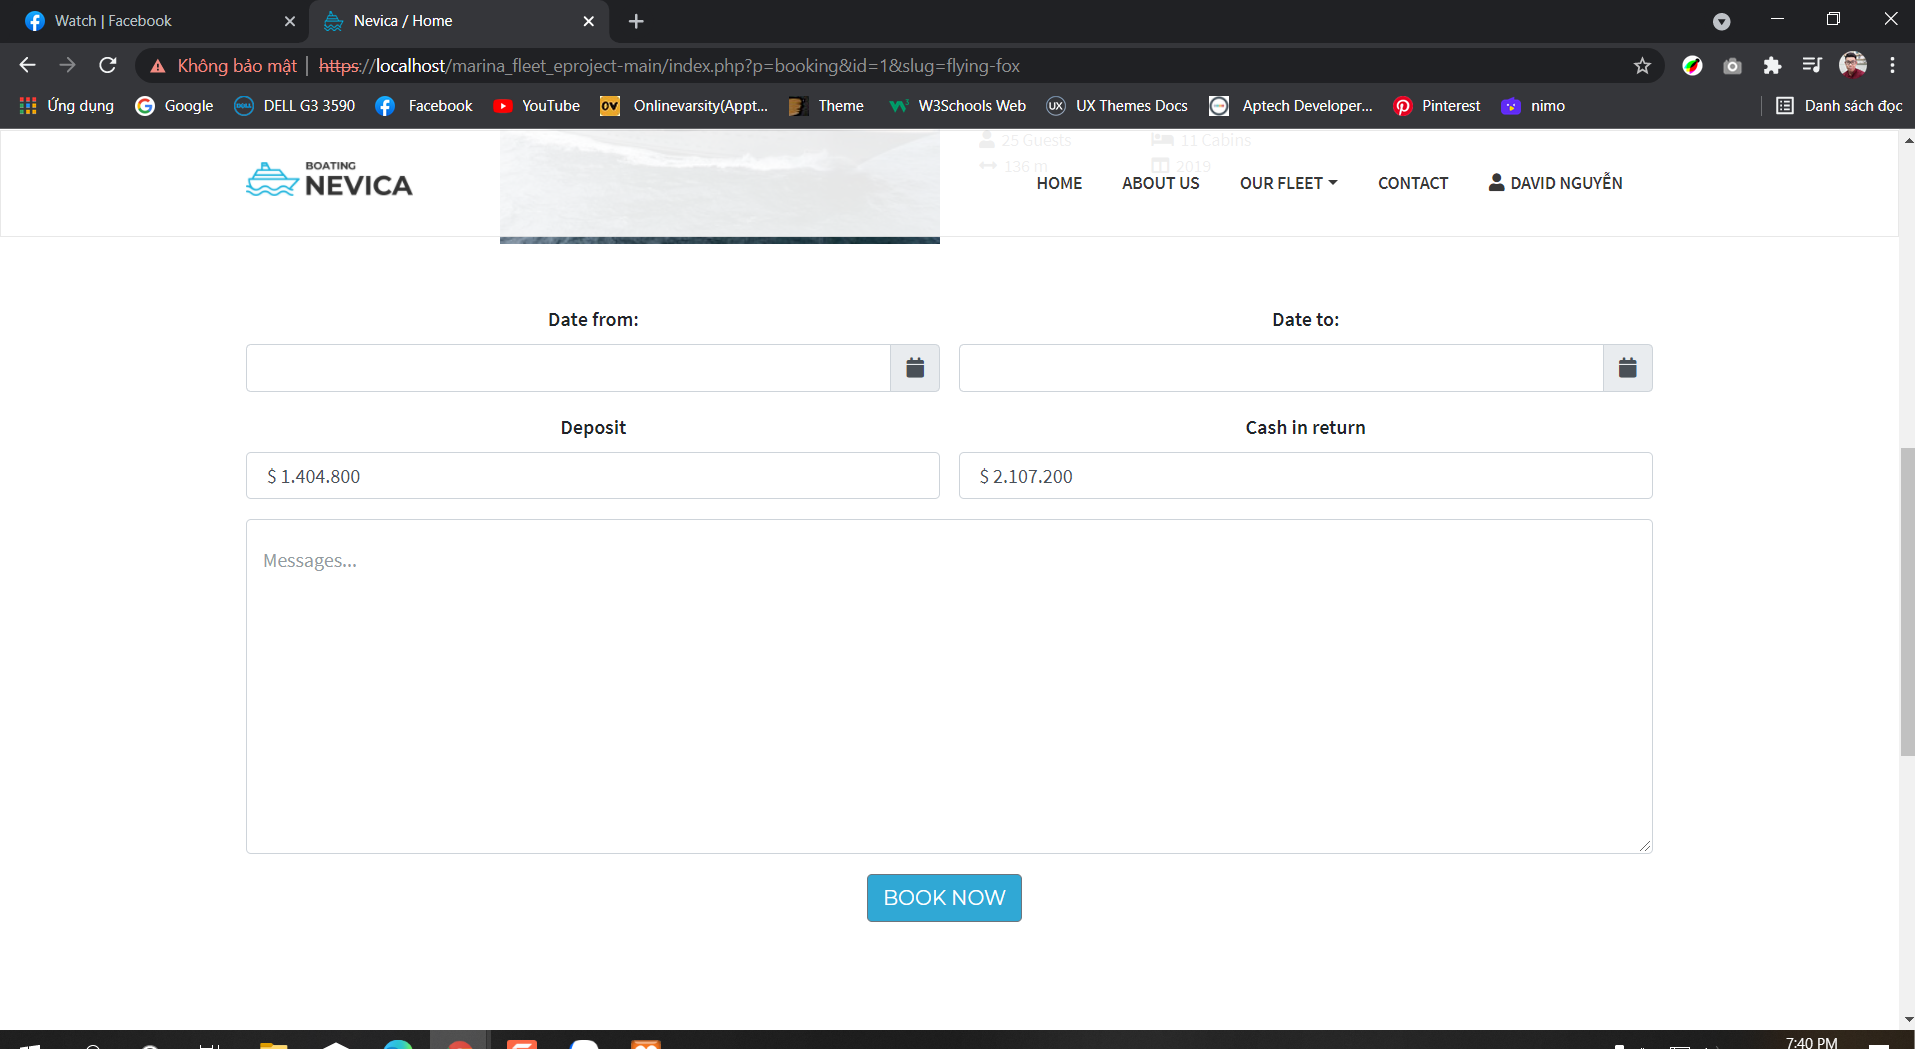 Watch | Facebook
Nevica / Home
Không bảo mật | https://localhost/marina_fleet_eproject-main/index.php?p=booking&id=1&slug=flying-fox
Ứng dụng Google DELL G3 3590 Facebook YouTube Onlinevarsity(Appt... Theme W3Schools Web UX Themes Docs Aptech Developer... Pinterest nimo Danh sách đọc
25 Guests 11 Cabins
136 m 2019
BOATING
NEVICA
HOME ABOUT US OUR FLEET CONTACT DAVID NGUYỄN
Date from: Date to:
Deposit Cash in return
$ 1.404.800 $ 2.107.200
Messages...
BOOK NOW
7:40 PM